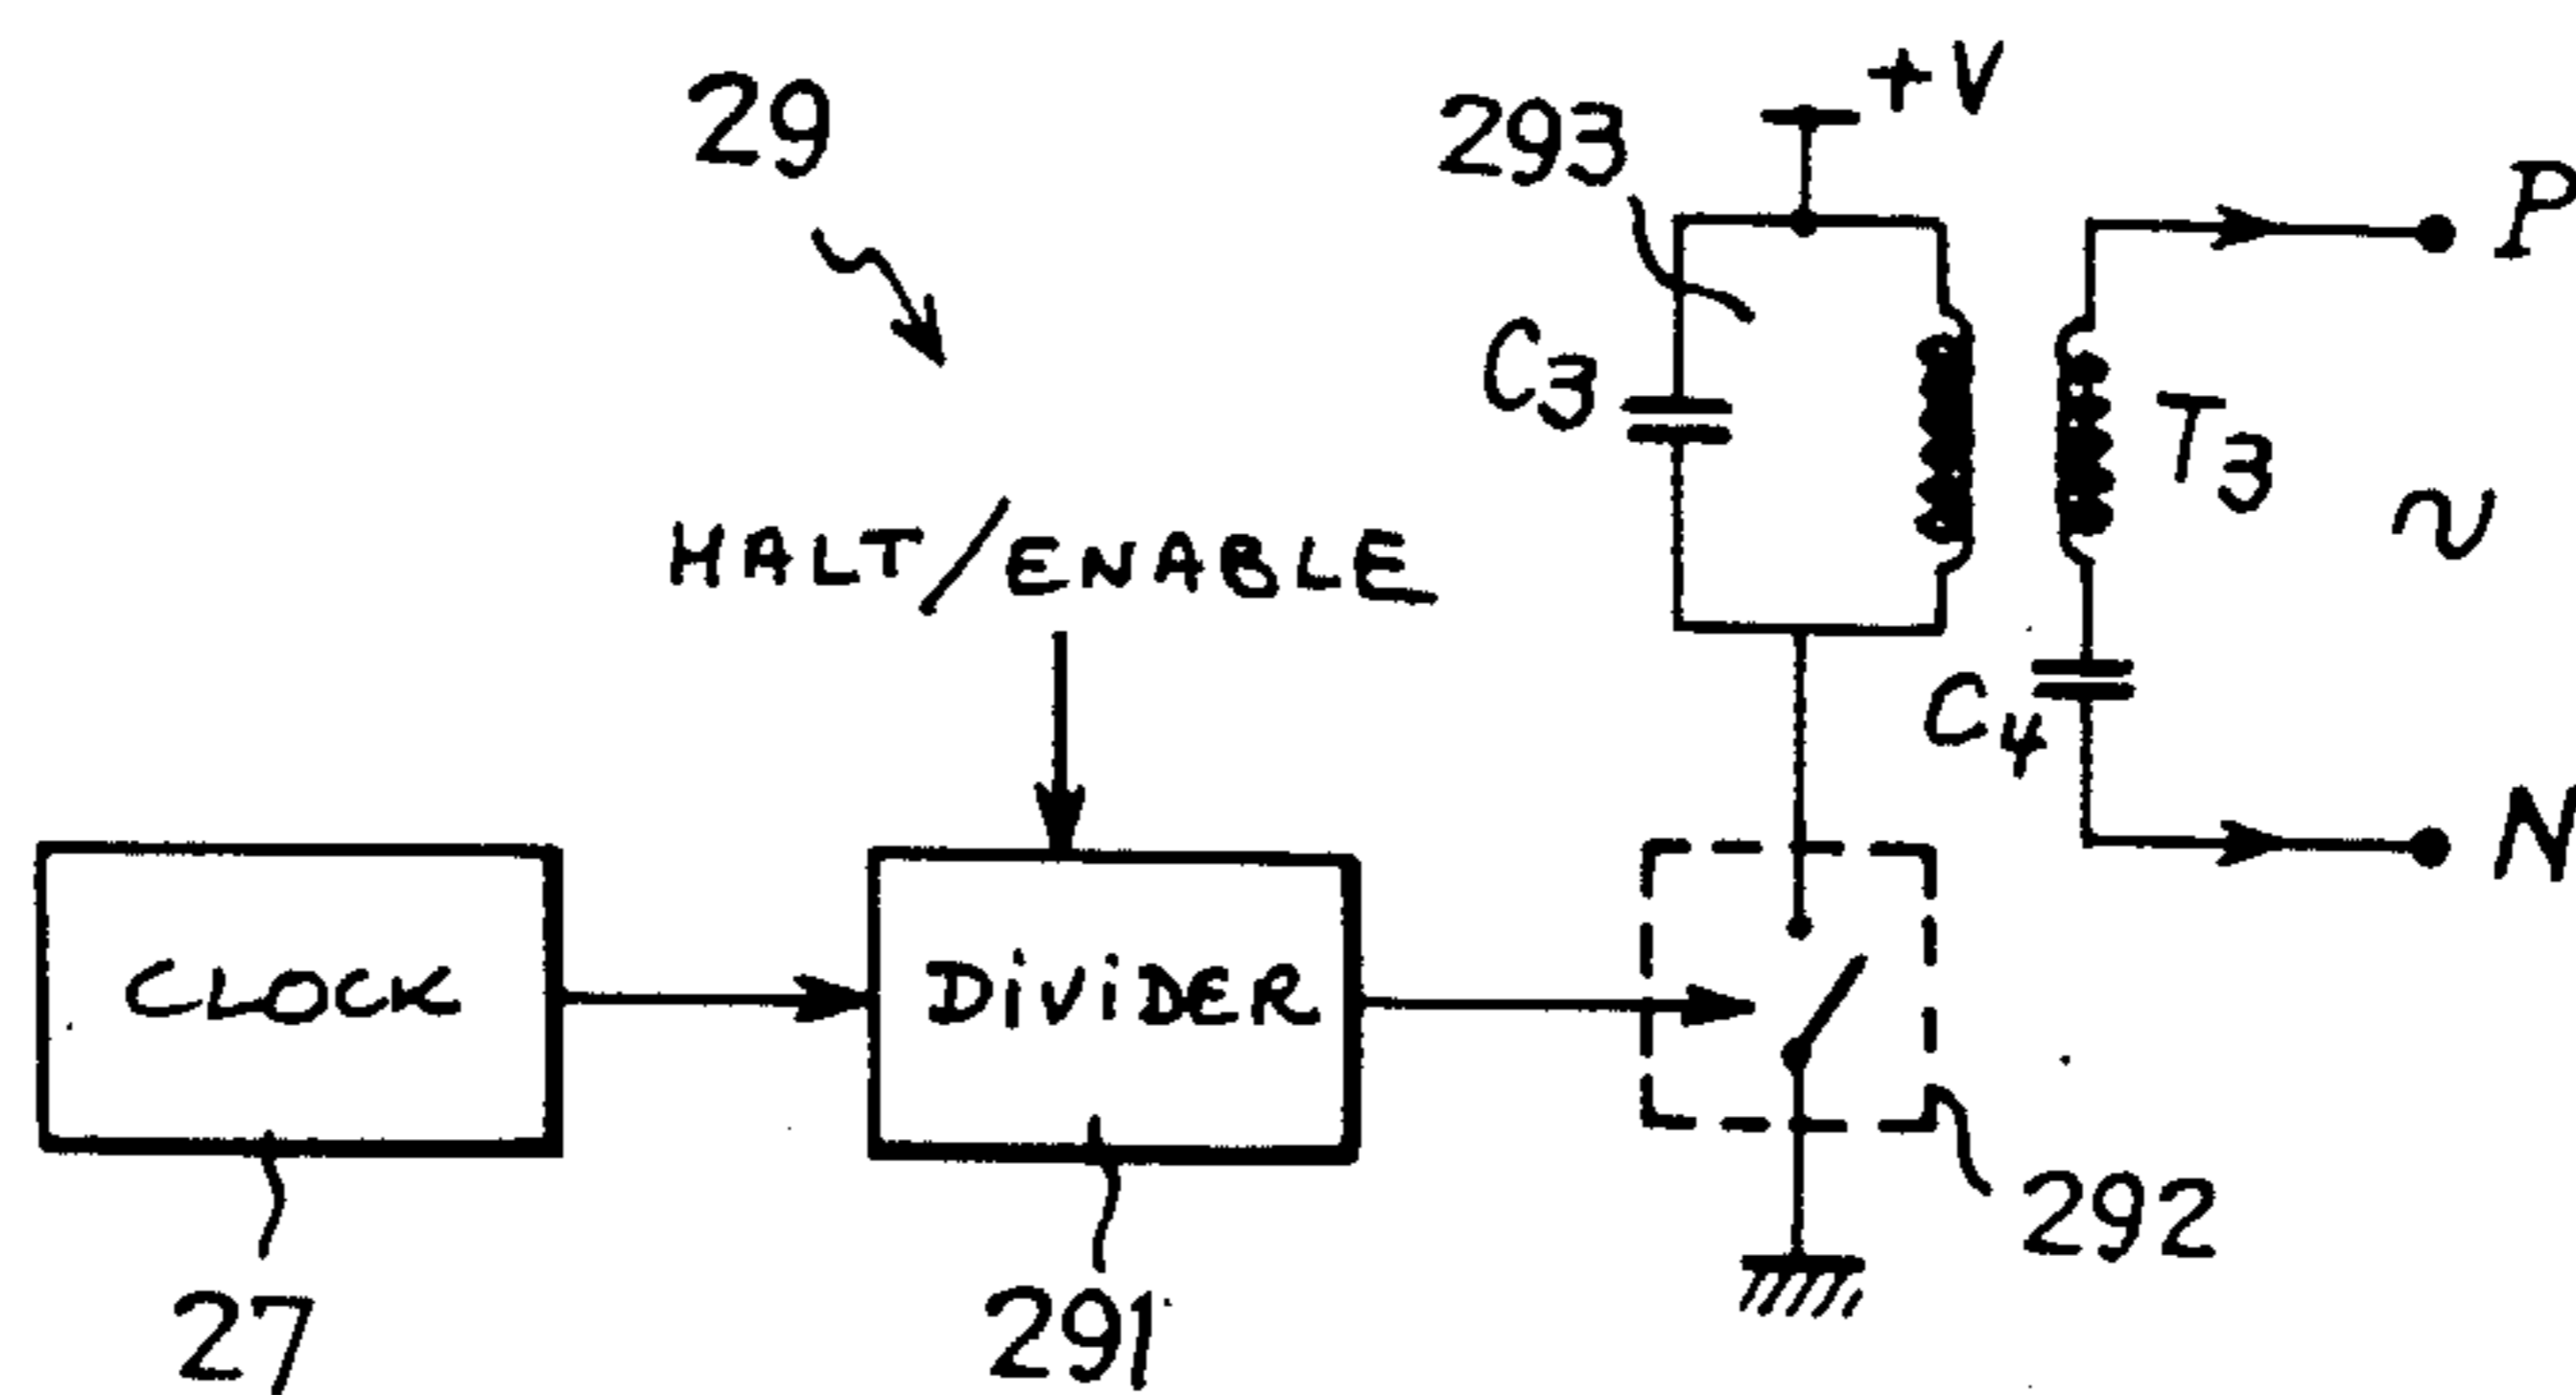 29
293
+V
P
C3
T3
~
HALT/ENABLE
C4
N
CLOCK
DiViDER
292
27
291